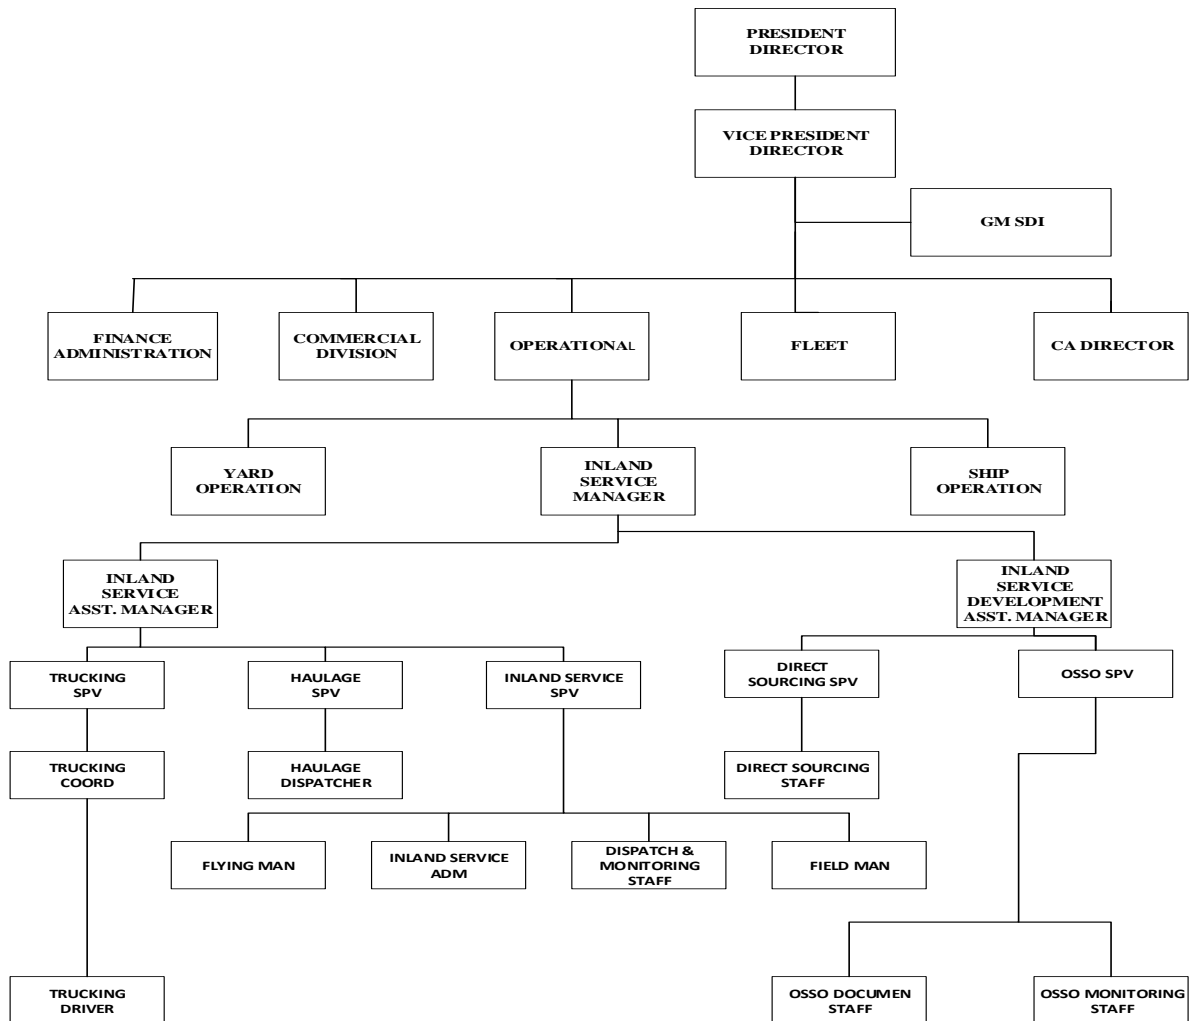 PRESIDENT
DIRECTOR
VICE PRESIDENT
DIRECTOR
GM SDI
FINANCE
ADMINISTRATION
COMMERCIAL
DIVISION
OPERATIONAL
FLEET
CA DIRECTOR
YARD
OPERATION
INLAND
SERVICE
MANAGER
SHIP
OPERATION
INLAND
SERVICE
ASST. MANAGER
INLAND
SERVICE
DEVELOPMENT
ASST. MANAGER
TRUCKING
SPV
HAULAGE
SPV
INLAND SERVICE
SPV
DIRECT
SOURCING SPV
OSSO SPV
TRUCKING
COORD
HAULAGE
DISPATCHER
DIRECT SOURCING
STAFF
FLYING MAN
INLAND SERVICE
ADM
DISPATCH &
MONITORING
STAFF
FIELD MAN
TRUCKING
DRIVER
OSSO DOCUMEN
STAFF
OSSO MONITORING
STAFF